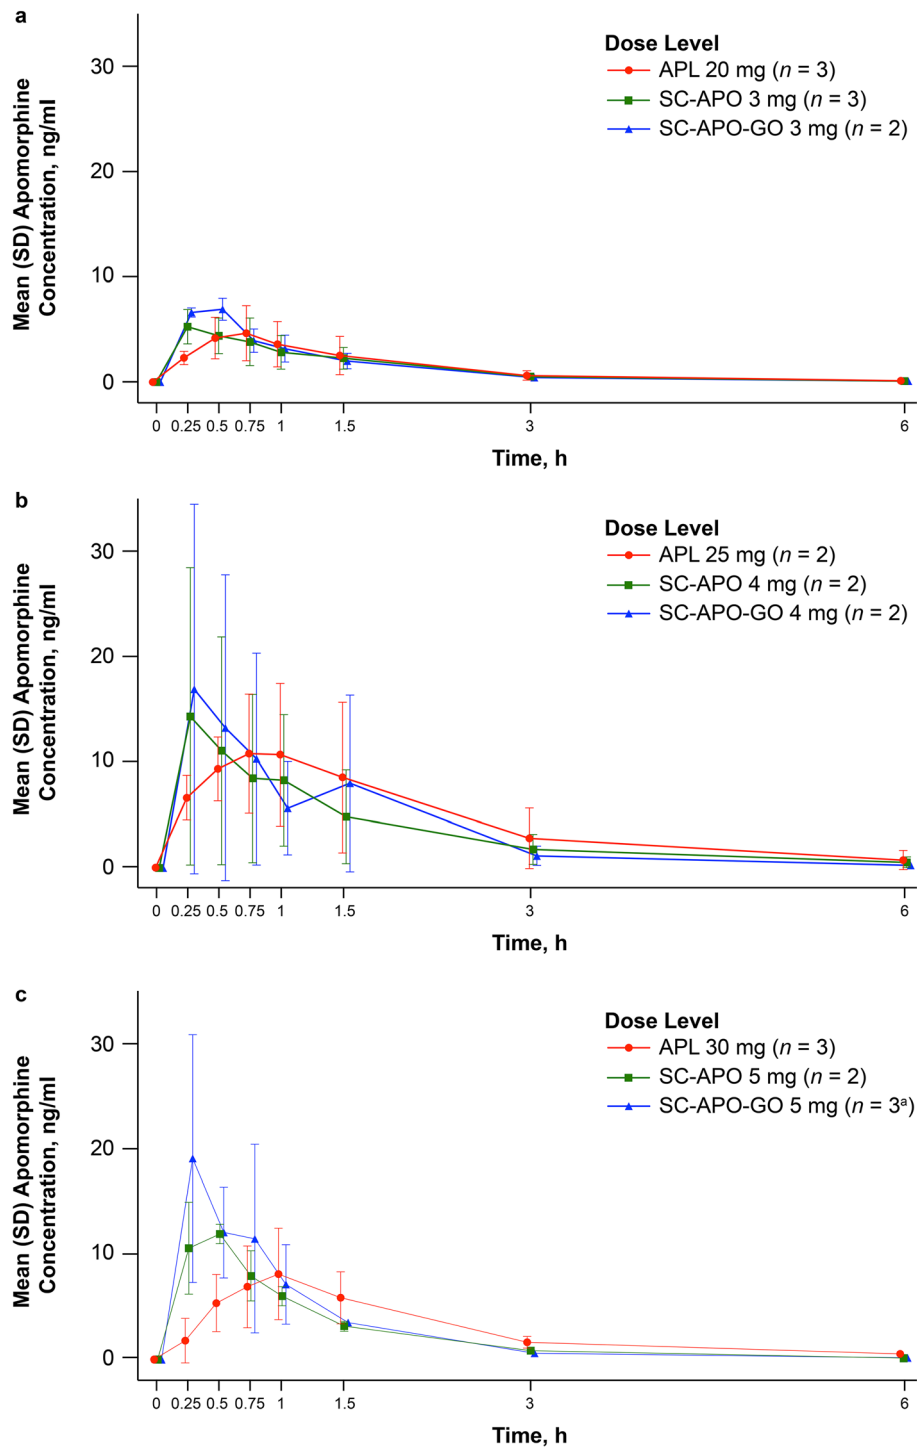 a
Mean (SD) Apomorphine
Concentration, ng/ml
30
20
10
0
Dose Level
APL 20 mg (n = 3)
SC-APO 3 mg (n = 3)
SC-APO-GO 3 mg (n = 2)
0 0.25 0.5 0.75 1 1.5 3 6
Time, h
b
Mean (SD) Apomorphine
Concentration, ng/ml
30
20
10
0
Dose Level
APL 25 mg (n = 2)
SC-APO 4 mg (n = 2)
SC-APO-GO 4 mg (n = 2)
0 0.25 0.5 0.75 1 1.5 3 6
Time, h
c
Mean (SD) Apomorphine
Concentration, ng/ml
30
20
10
0
Dose Level
APL 30 mg (n = 3)
SC-APO 5 mg (n = 2)
SC-APO-GO 5 mg (n = 3ᵃ)
0 0.25 0.5 0.75 1 1.5 3 6
Time, h